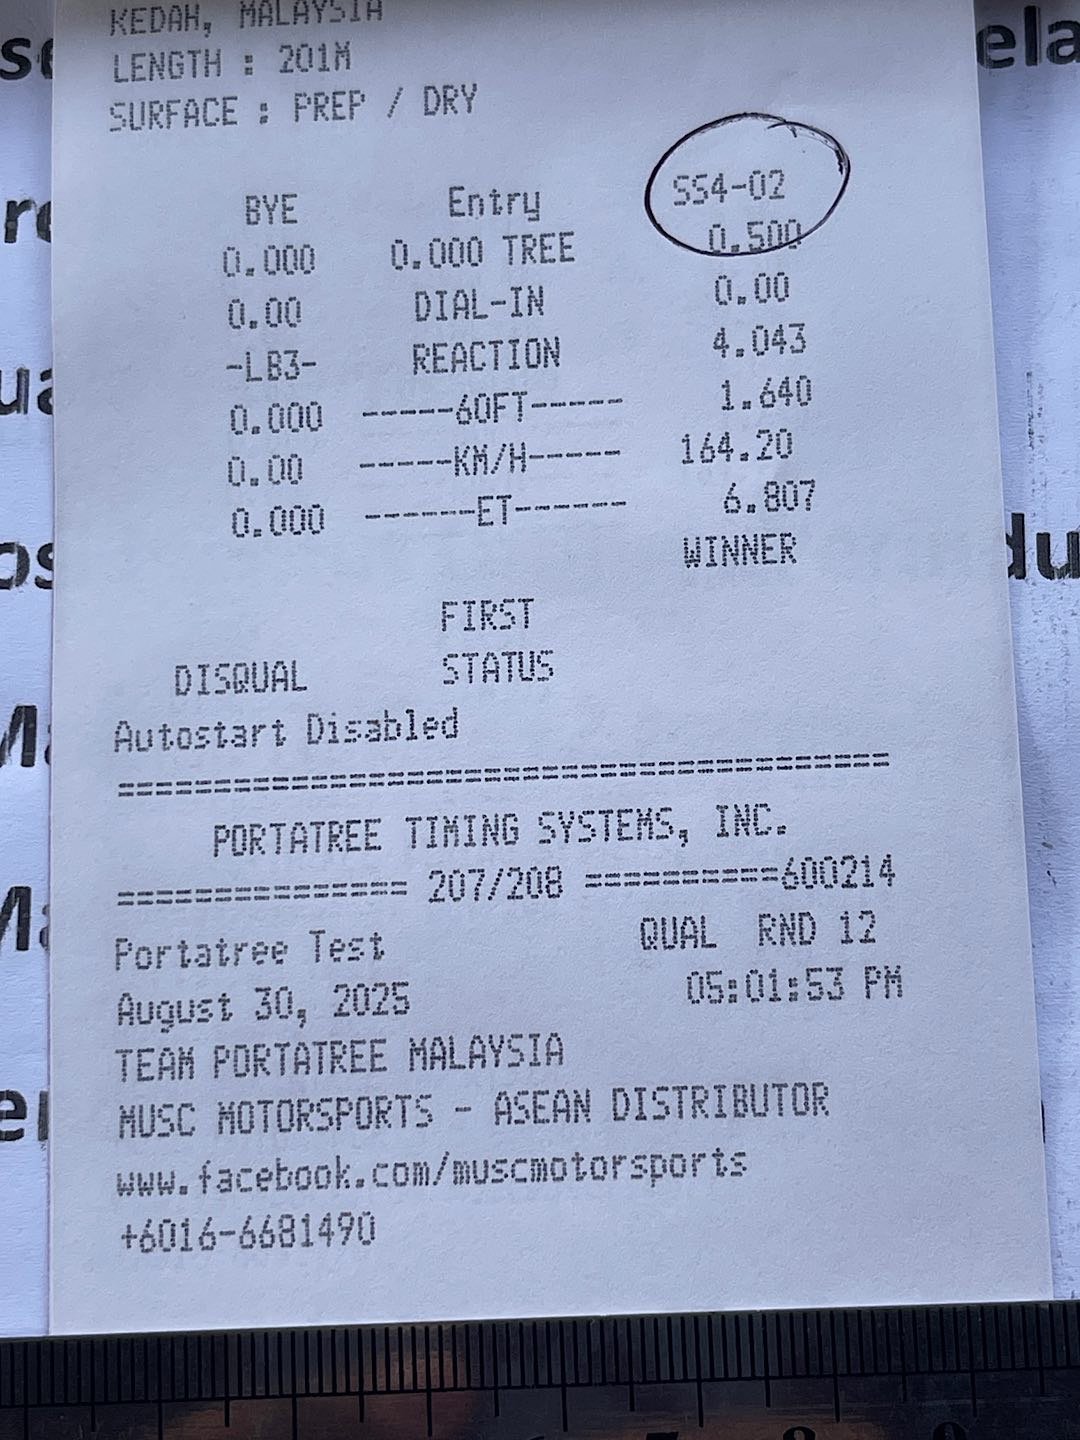 KEDAH, MALAYSIA
LENGTH : 201M
SURFACE : PREP / DRY
BYE Entry SS4-02
0.000 0.000 TREE 0.500
0.00 DIAL-IN 0.00
-LB3- REACTION 4.043
0.000 -----60FT----- 1.640
0.00 -----KM/H----- 164.20
0.000 ------ET------ 6.807
WINNER
FIRST
DISQUAL STATUS
Autostart Disabled
========================================
PORTATREE TIMING SYSTEMS, INC.
=============== 207/208 ==========600214
Portatree Test QUAL RND 12
August 30, 2025 05:01:53 PM
TEAM PORTATREE MALAYSIA
MUSC MOTORSPORTS - ASEAN DISTRIBUTOR
www.facebook.com/muscmotorsports
+6016-6681490